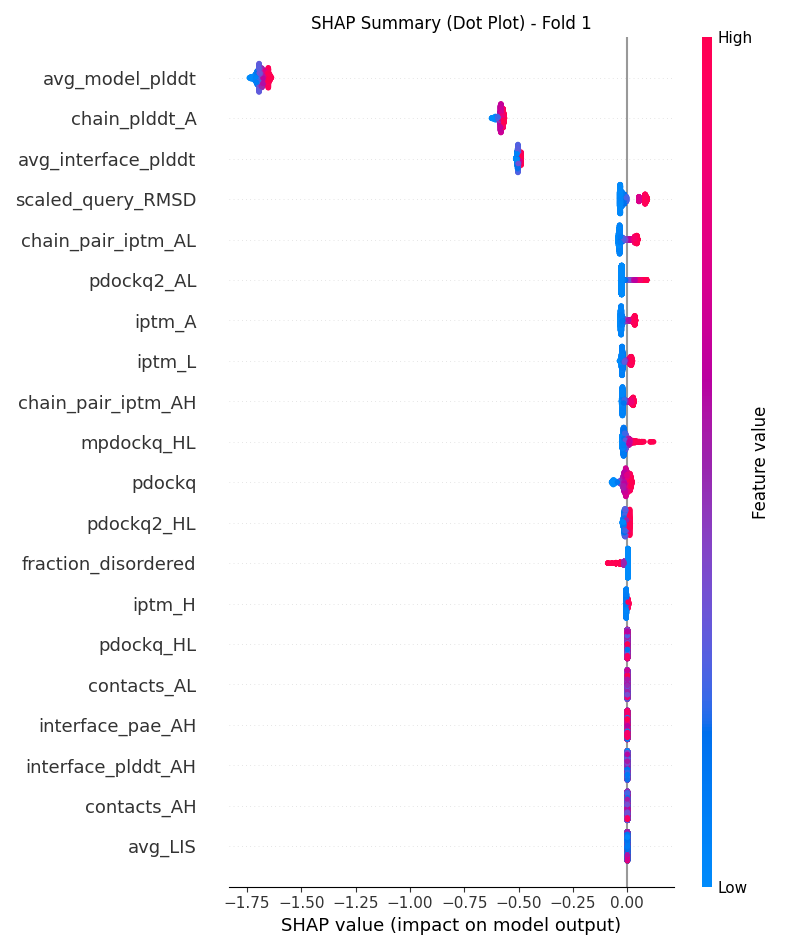 SHAP Summary (Dot Plot) - Fold 1
High
avg_model_plddt
chain_plddt_A
avg_interface_plddt
scaled_query_RMSD
chain_pair_iptm_AL
pdockq2_AL
iptm_A
iptm_L
chain_pair_iptm_AH
mpdockq_HL
pdockq
pdockq2_HL
fraction_disordered
iptm_H
pdockq_HL
contacts_AL
interface_pae_AH
interface_plddt_AH
contacts_AH
avg_LIS
Feature value
Low
−1.75 −1.50 −1.25 −1.00 −0.75 −0.50 −0.25 0.00
SHAP value (impact on model output)